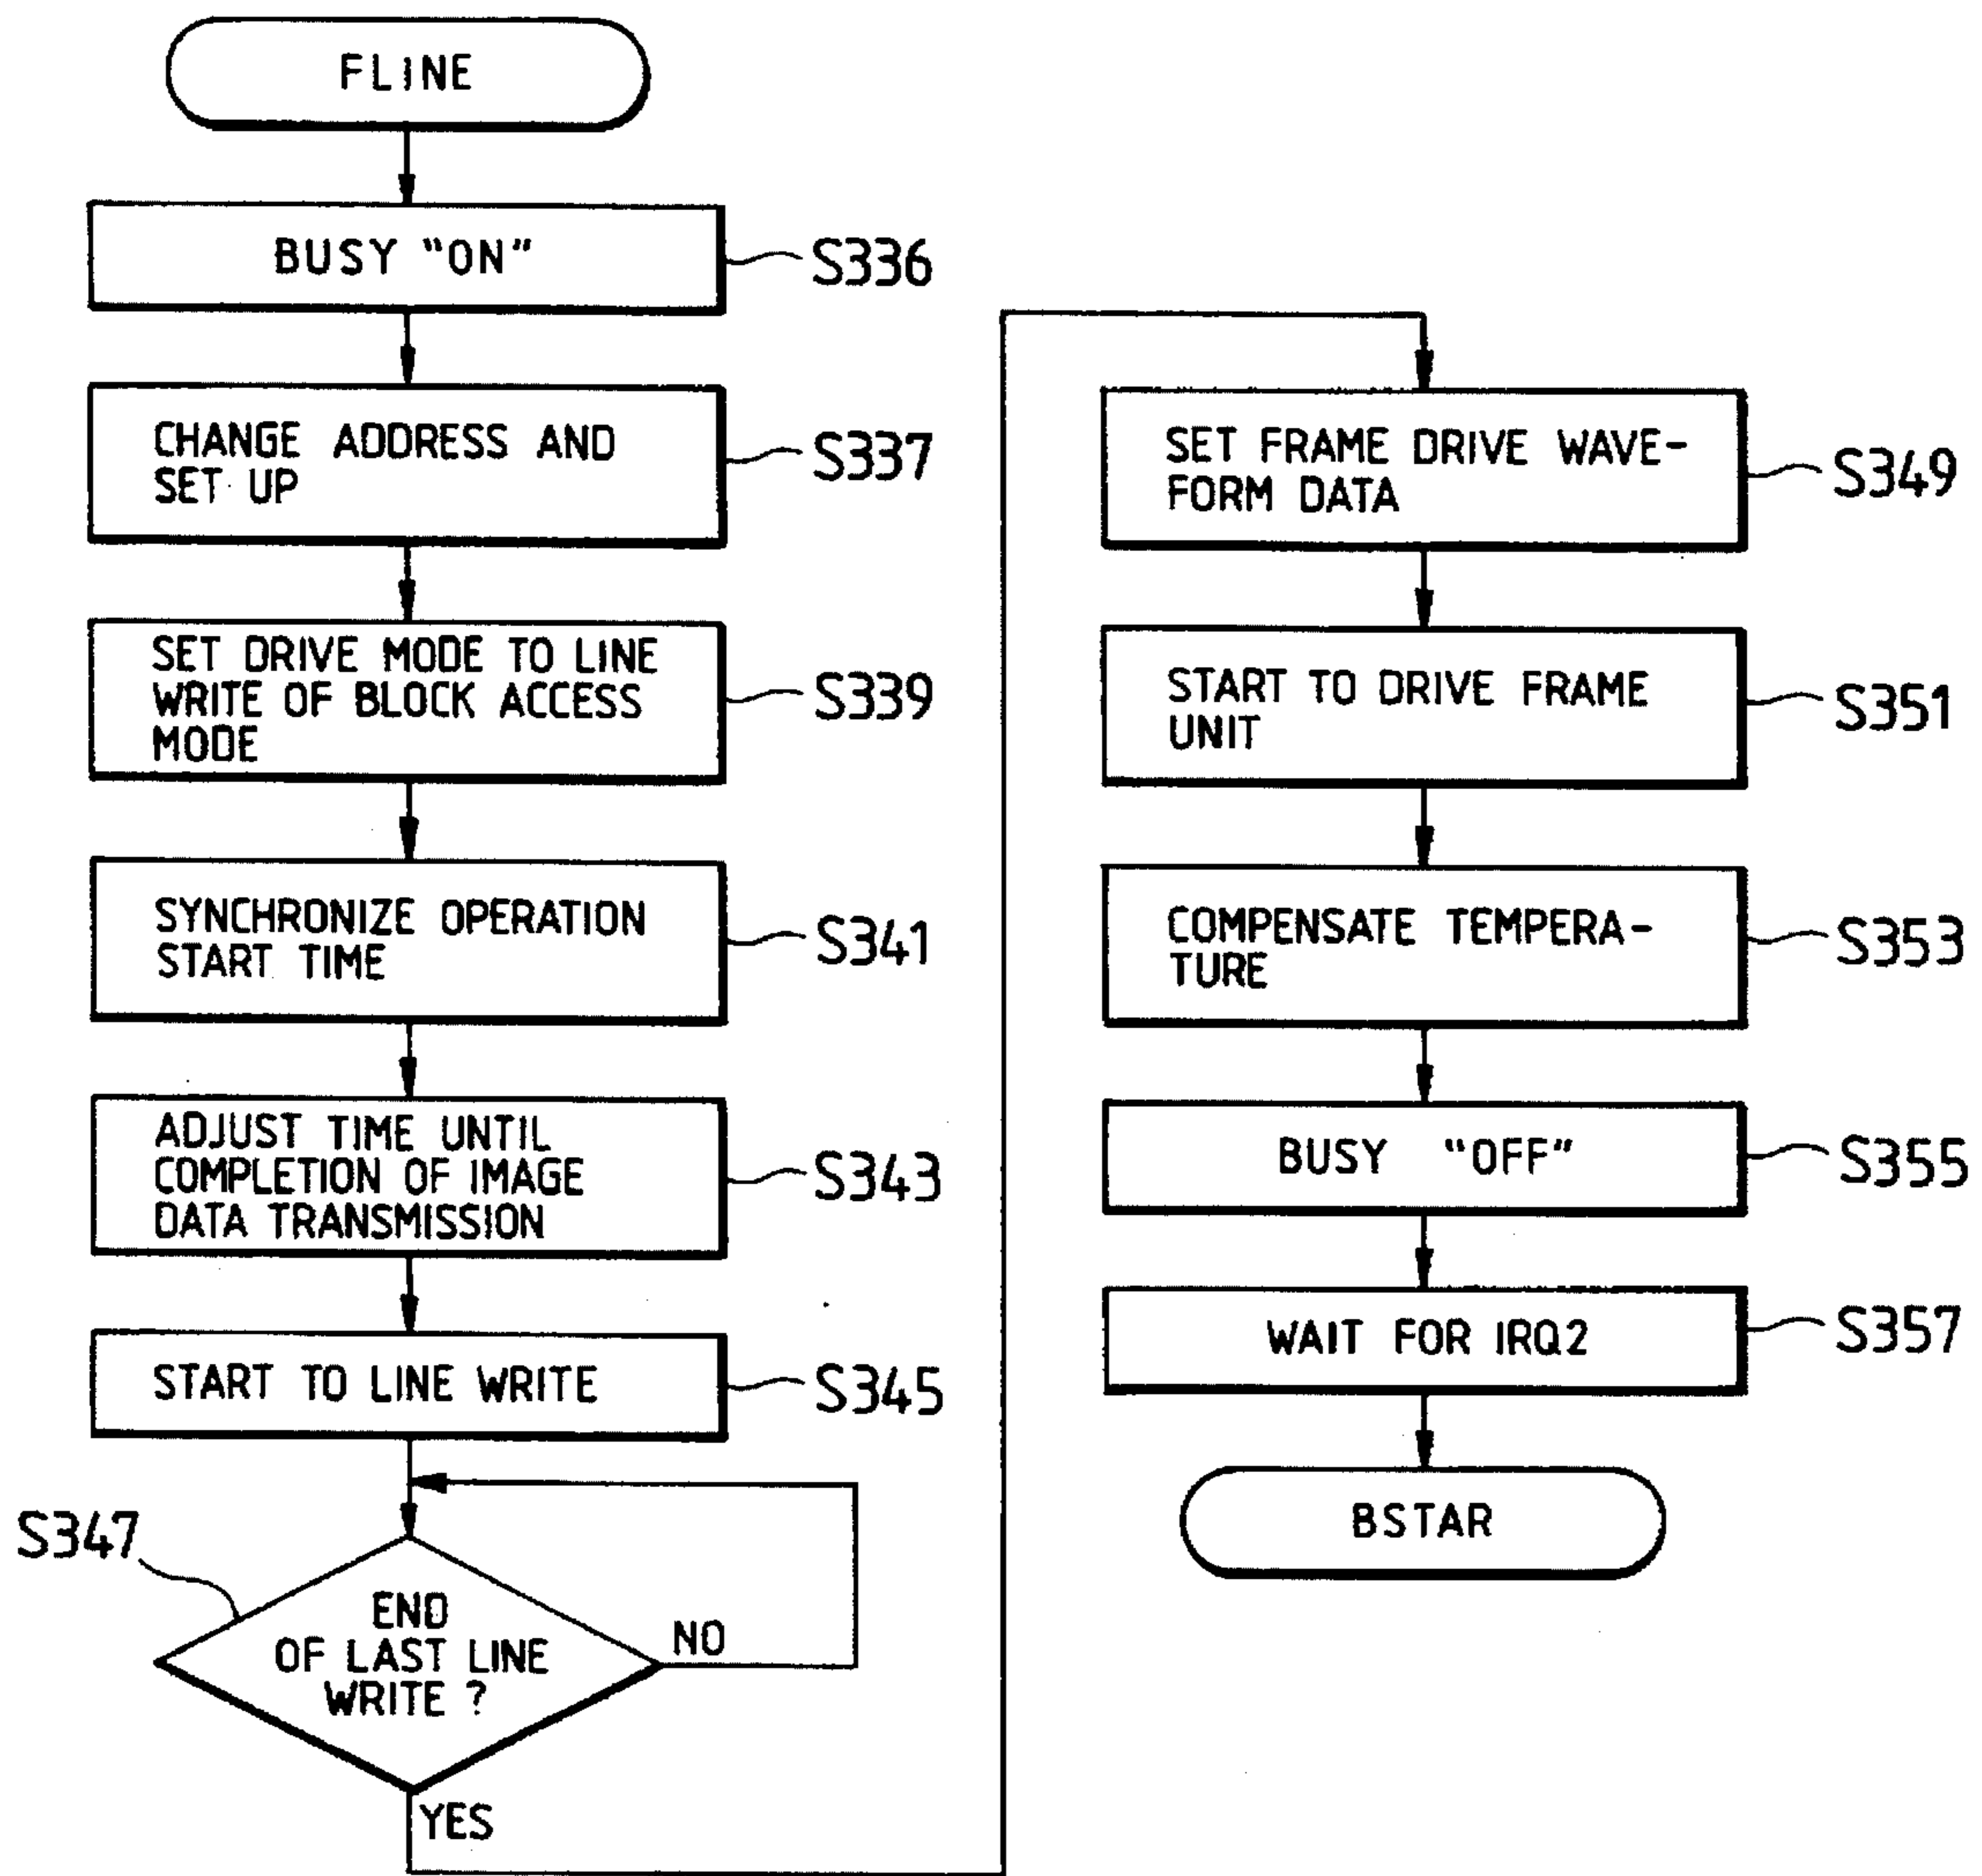 FLINE
BUSY "ON"
S336
CHANGE ADDRESS AND
SET UP
S337
SET DRIVE MODE TO LINE
WRITE OF BLOCK ACCESS
MODE
S339
SYNCHRONIZE OPERATION
START TIME
S341
ADJUST TIME UNTIL
COMPLETION OF IMAGE
DATA TRANSMISSION
S343
START TO LINE WRITE
S345
S347
END
OF LAST LINE
WRITE ?
NO
YES
SET FRAME DRIVE WAVE-
FORM DATA
S349
START TO DRIVE FRAME
UNIT
S351
COMPENSATE TEMPERA-
TURE
S353
BUSY "OFF"
S355
WAIT FOR IRQ2
S357
BSTAR